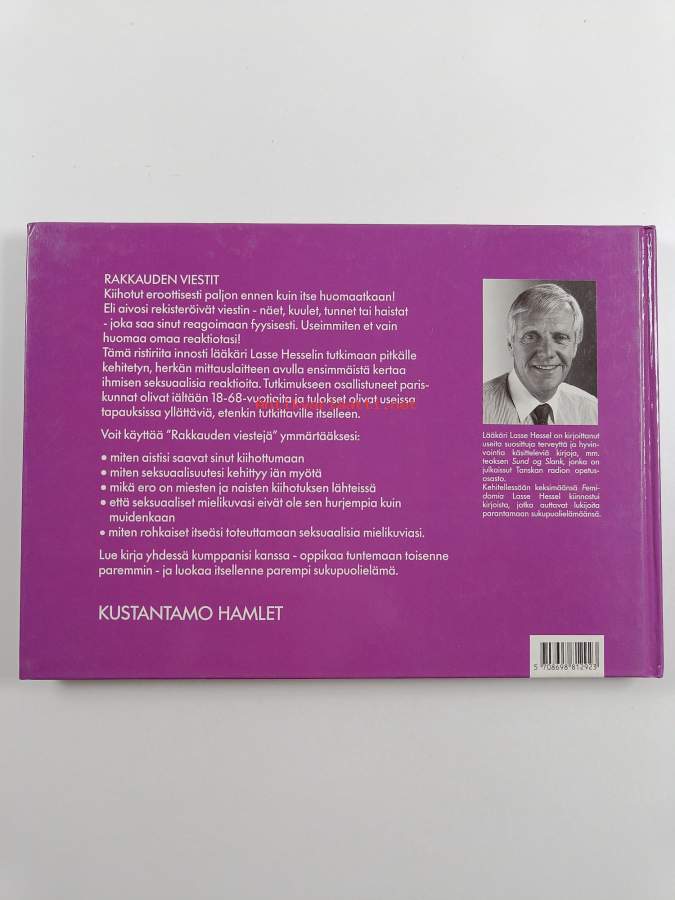 RAKKAUDEN VIESTIT
Kiihotut eroottisesti paljon ennen kuin itse huomaatkaan!
Eli aivosi rekisteröivät viestin - näet, kuulet, tunnet tai haistat
- joka saa sinut reagoimaan fyysisesti. Useimmiten et vain
huomaa omaa reaktiotasi!
Tämä ristiriita innosti lääkäri Lasse Hesselin tutkimaan pitkälle
kehitetyn, herkän mittauslaitteen avulla ensimmäistä kertaa
ihmisen seksuaalisia reaktioita. Tutkimukseen osallistuneet paris-
kunnat olivat iältään 18-68-vuotiaita ja tulokset olivat useissa
tapauksissa yllättäviä, etenkin tutkittaville itselleen.
Voit käyttää "Rakkauden viestejä" ymmärtääksesi:
• miten aistisi saavat sinut kiihottumaan
• miten seksuaalisuutesi kehittyy iän myötä
• mikä ero on miesten ja naisten kiihotuksen lähteissä
• että seksuaaliset mielikuvasi eivät ole sen hurjempia kuin
muidenkaan
• miten rohkaiset itseäsi toteuttamaan seksuaalisia mielikuviasi.
Lue kirja yhdessä kumppanisi kanssa - oppikaa tuntemaan toisenne
paremmin - ja luokaa itsellenne parempi sukupuolielämä.
KUSTANTAMO HAMLET
Lääkäri Lasse Hessel on kirjoittanut
useita suosittuja terveyttä ja hyvin-
vointia käsitteleviä kirjoja, mm.
teoksen Sund og Slank, jonka on
julkaissut Tanskan radion opetus-
osasto.
Kehitellessään keksimäänsä Femi-
damia Lasse Hessel kiinnostui
kirjoista, jotka auttavat lukijoita
parantamaan sukupuolielämäänsä.
5 708698 812923